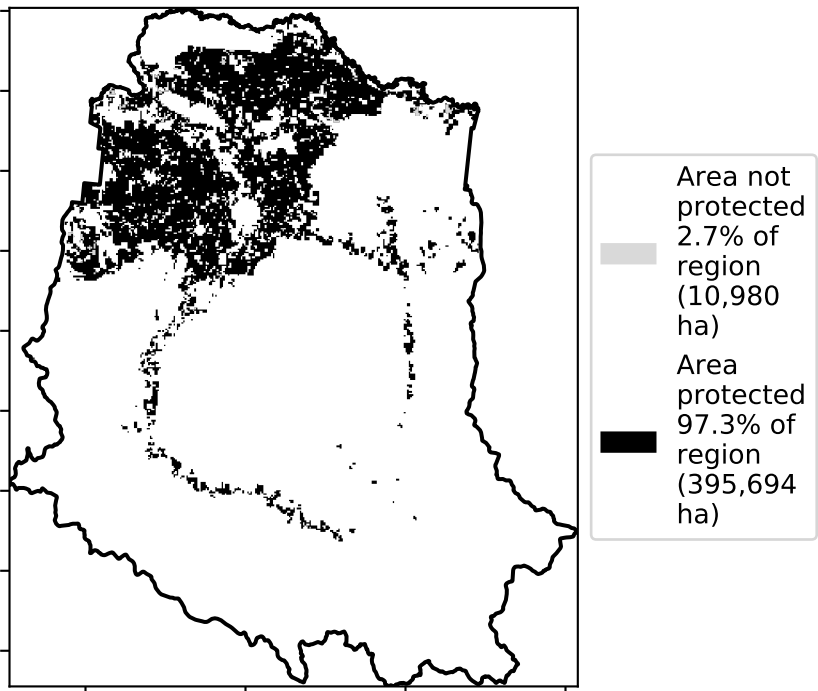 Area not
protected
2.7% of
region
(10,980
ha)
Area
protected
97.3% of
region
(395,694
ha)